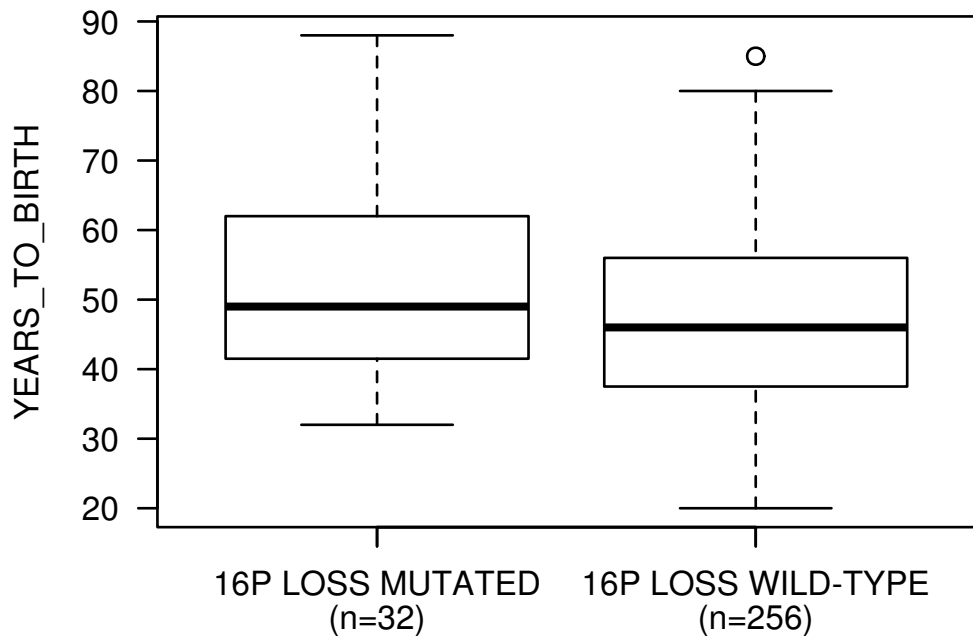 YEARS_TO_BIRTH
90
80
70
60
50
40
30
20
16P LOSS MUTATED
(n=32)
16P LOSS WILD-TYPE
(n=256)